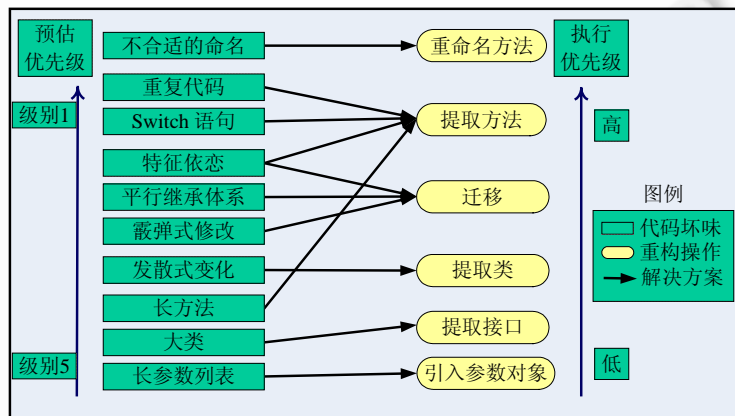 预估
优先级
不合适的命名
重命名方法
执行
优先级
重复代码
级别1
Switch 语句
提取方法
高
特征依恋
平行继承体系
迁移
图例
霰弹式修改
代码坏味
重构操作
解决方案
发散式变化
提取类
长方法
提取接口
大类
级别5
长参数列表
引入参数对象
低